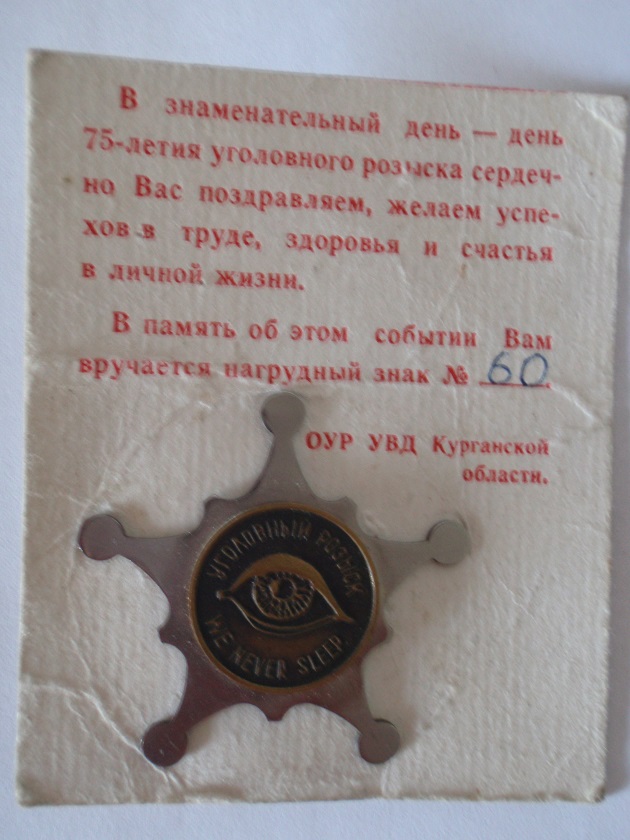 В знаменательный день — день
75-летия уголовного розыска сердеч-
но Вас поздравляем, желаем успе-
хов в труде, здоровья и счастья
в личной жизни.
В память об этом событии Вам
вручается нагрудный знак № 60
ОУР УВД Курганской
области.
УГОЛОВНЫЙ РОЗЫСК
WE NEVER SLEEP